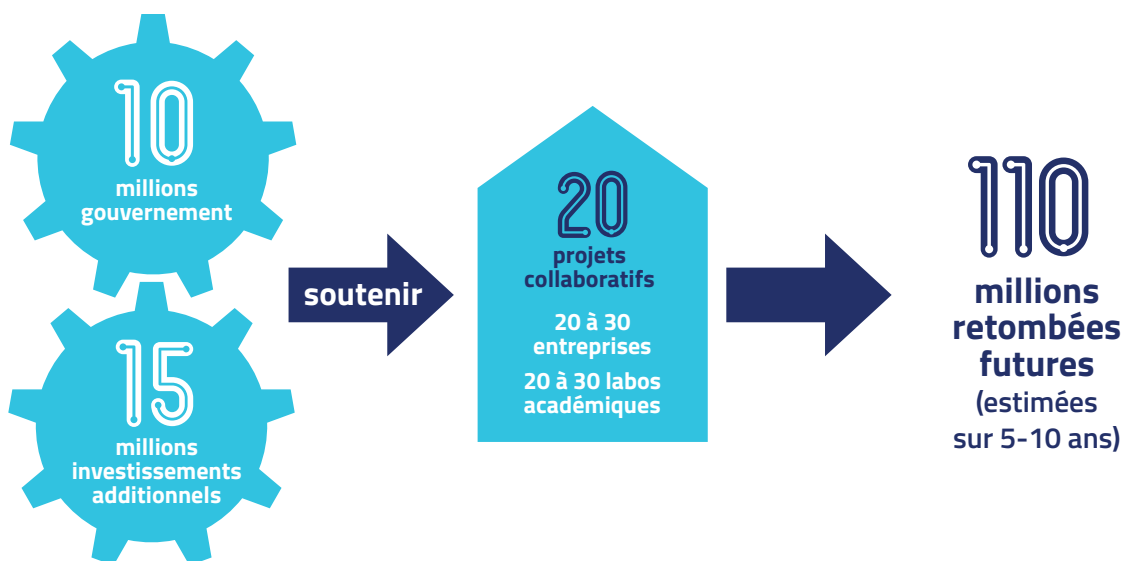 10
millions
gouvernement
15
millions
investissements
additionnels
soutenir
20
projets
collaboratifs
20 à 30
entreprises
20 à 30 labos
académiques
110
millions
retombées
futures
(estimées
sur 5-10 ans)